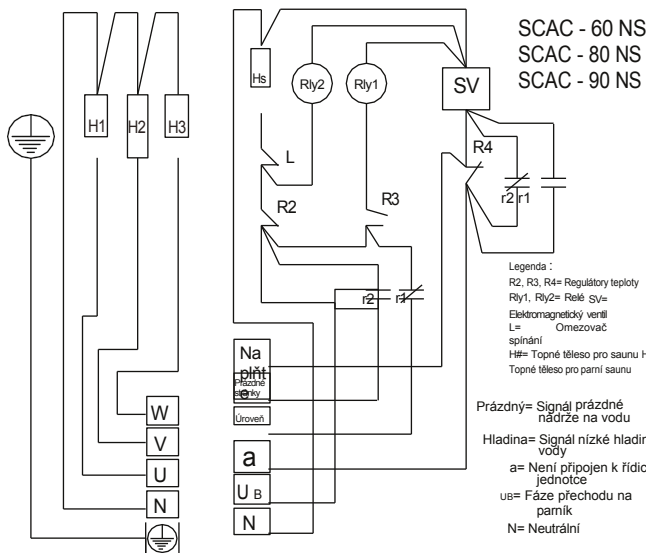 SCAC - 60 NS
SCAC - 80 NS
SCAC - 90 NS
Hs
Rly2
Rly1
SV
H1
H2
H3
L
R4
R2
R3
r2 r1
r2
r1
Legenda :
R2, R3, R4= Regulátory teploty
Rly1, Rly2= Relé SV=
Elektromagnetický ventil
L= Omezovač
spínání
H#= Topné těleso pro saunu H
Topné těleso pro parní saunu
Na
plňt
e
Prázdné
stěnky
Úroveň
a
U B
N
W
V
U
N
Prázdný= Signál prázdné
nádrže na vodu
Hladina= Signál nízké hladin
vody
a= Není připojen k řídic
jednotce
UB= Fáze přechodu na
parník
N= Neutrální